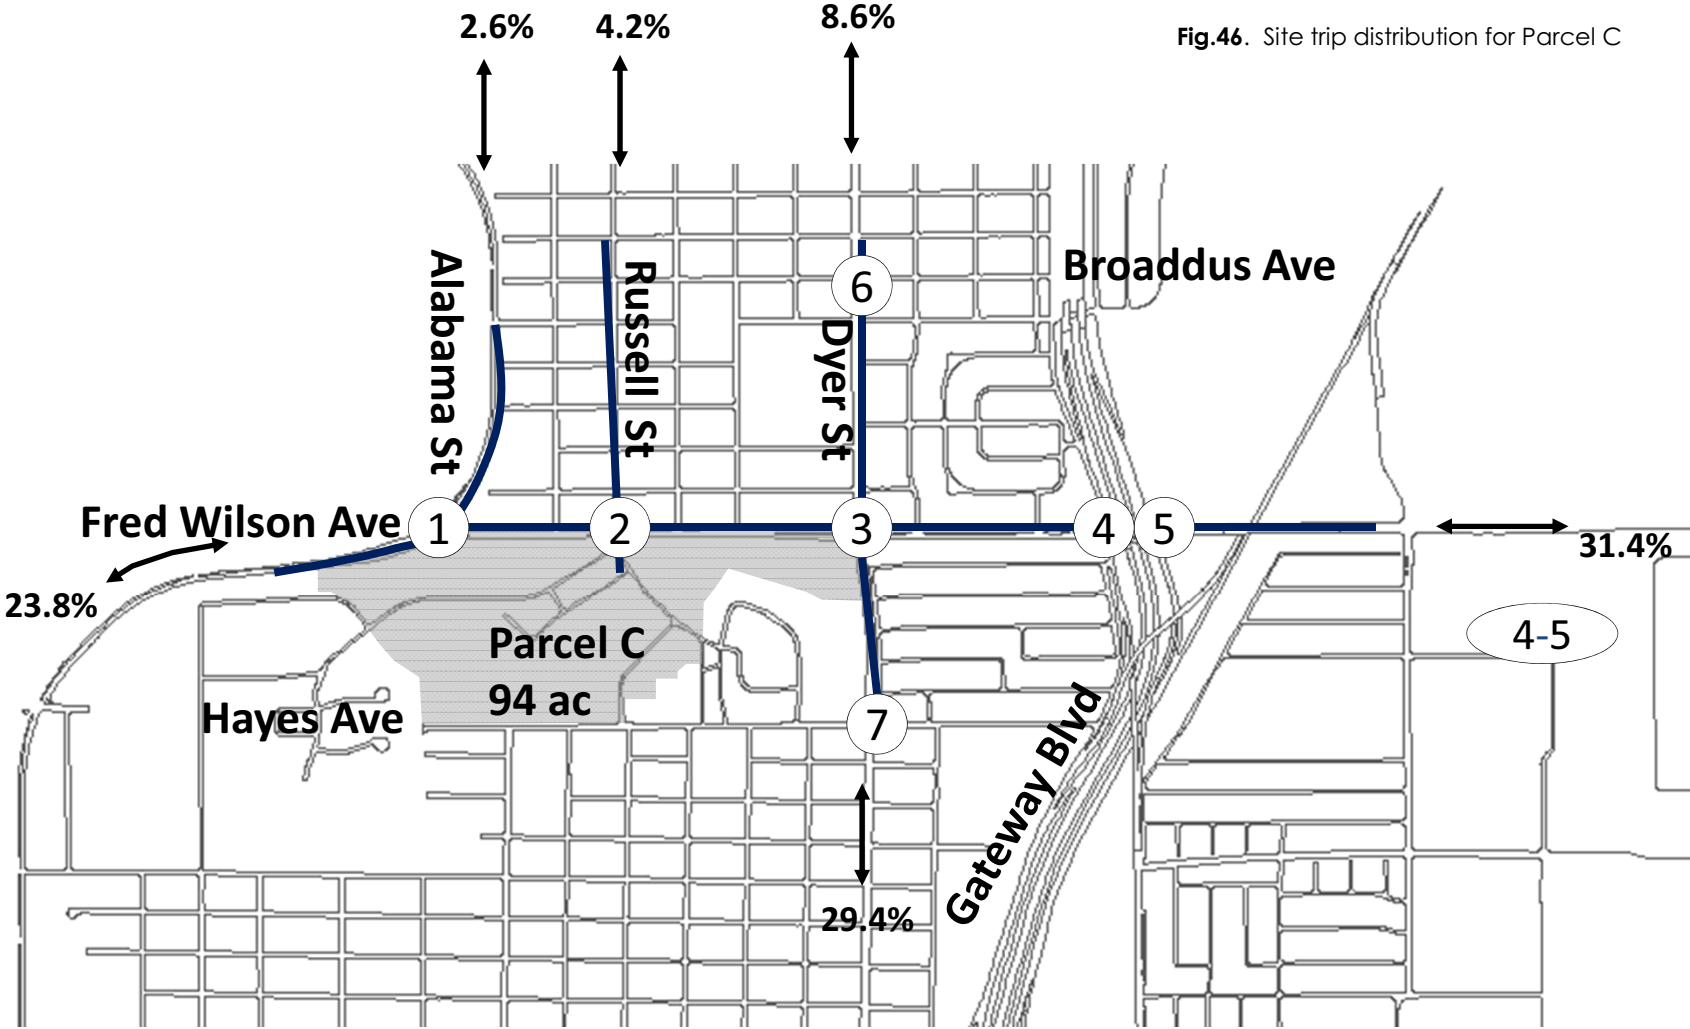 2.6%
4.2%
8.6%
Fig.46. Site trip distribution for Parcel C
Alabama St
Russell St
Dyer St
Broaddus Ave
6
Fred Wilson Ave
1
2
3
4
5
31.4%
23.8%
4-5
Parcel C
94 ac
Hayes Ave
7
Gateway Blvd
29.4%